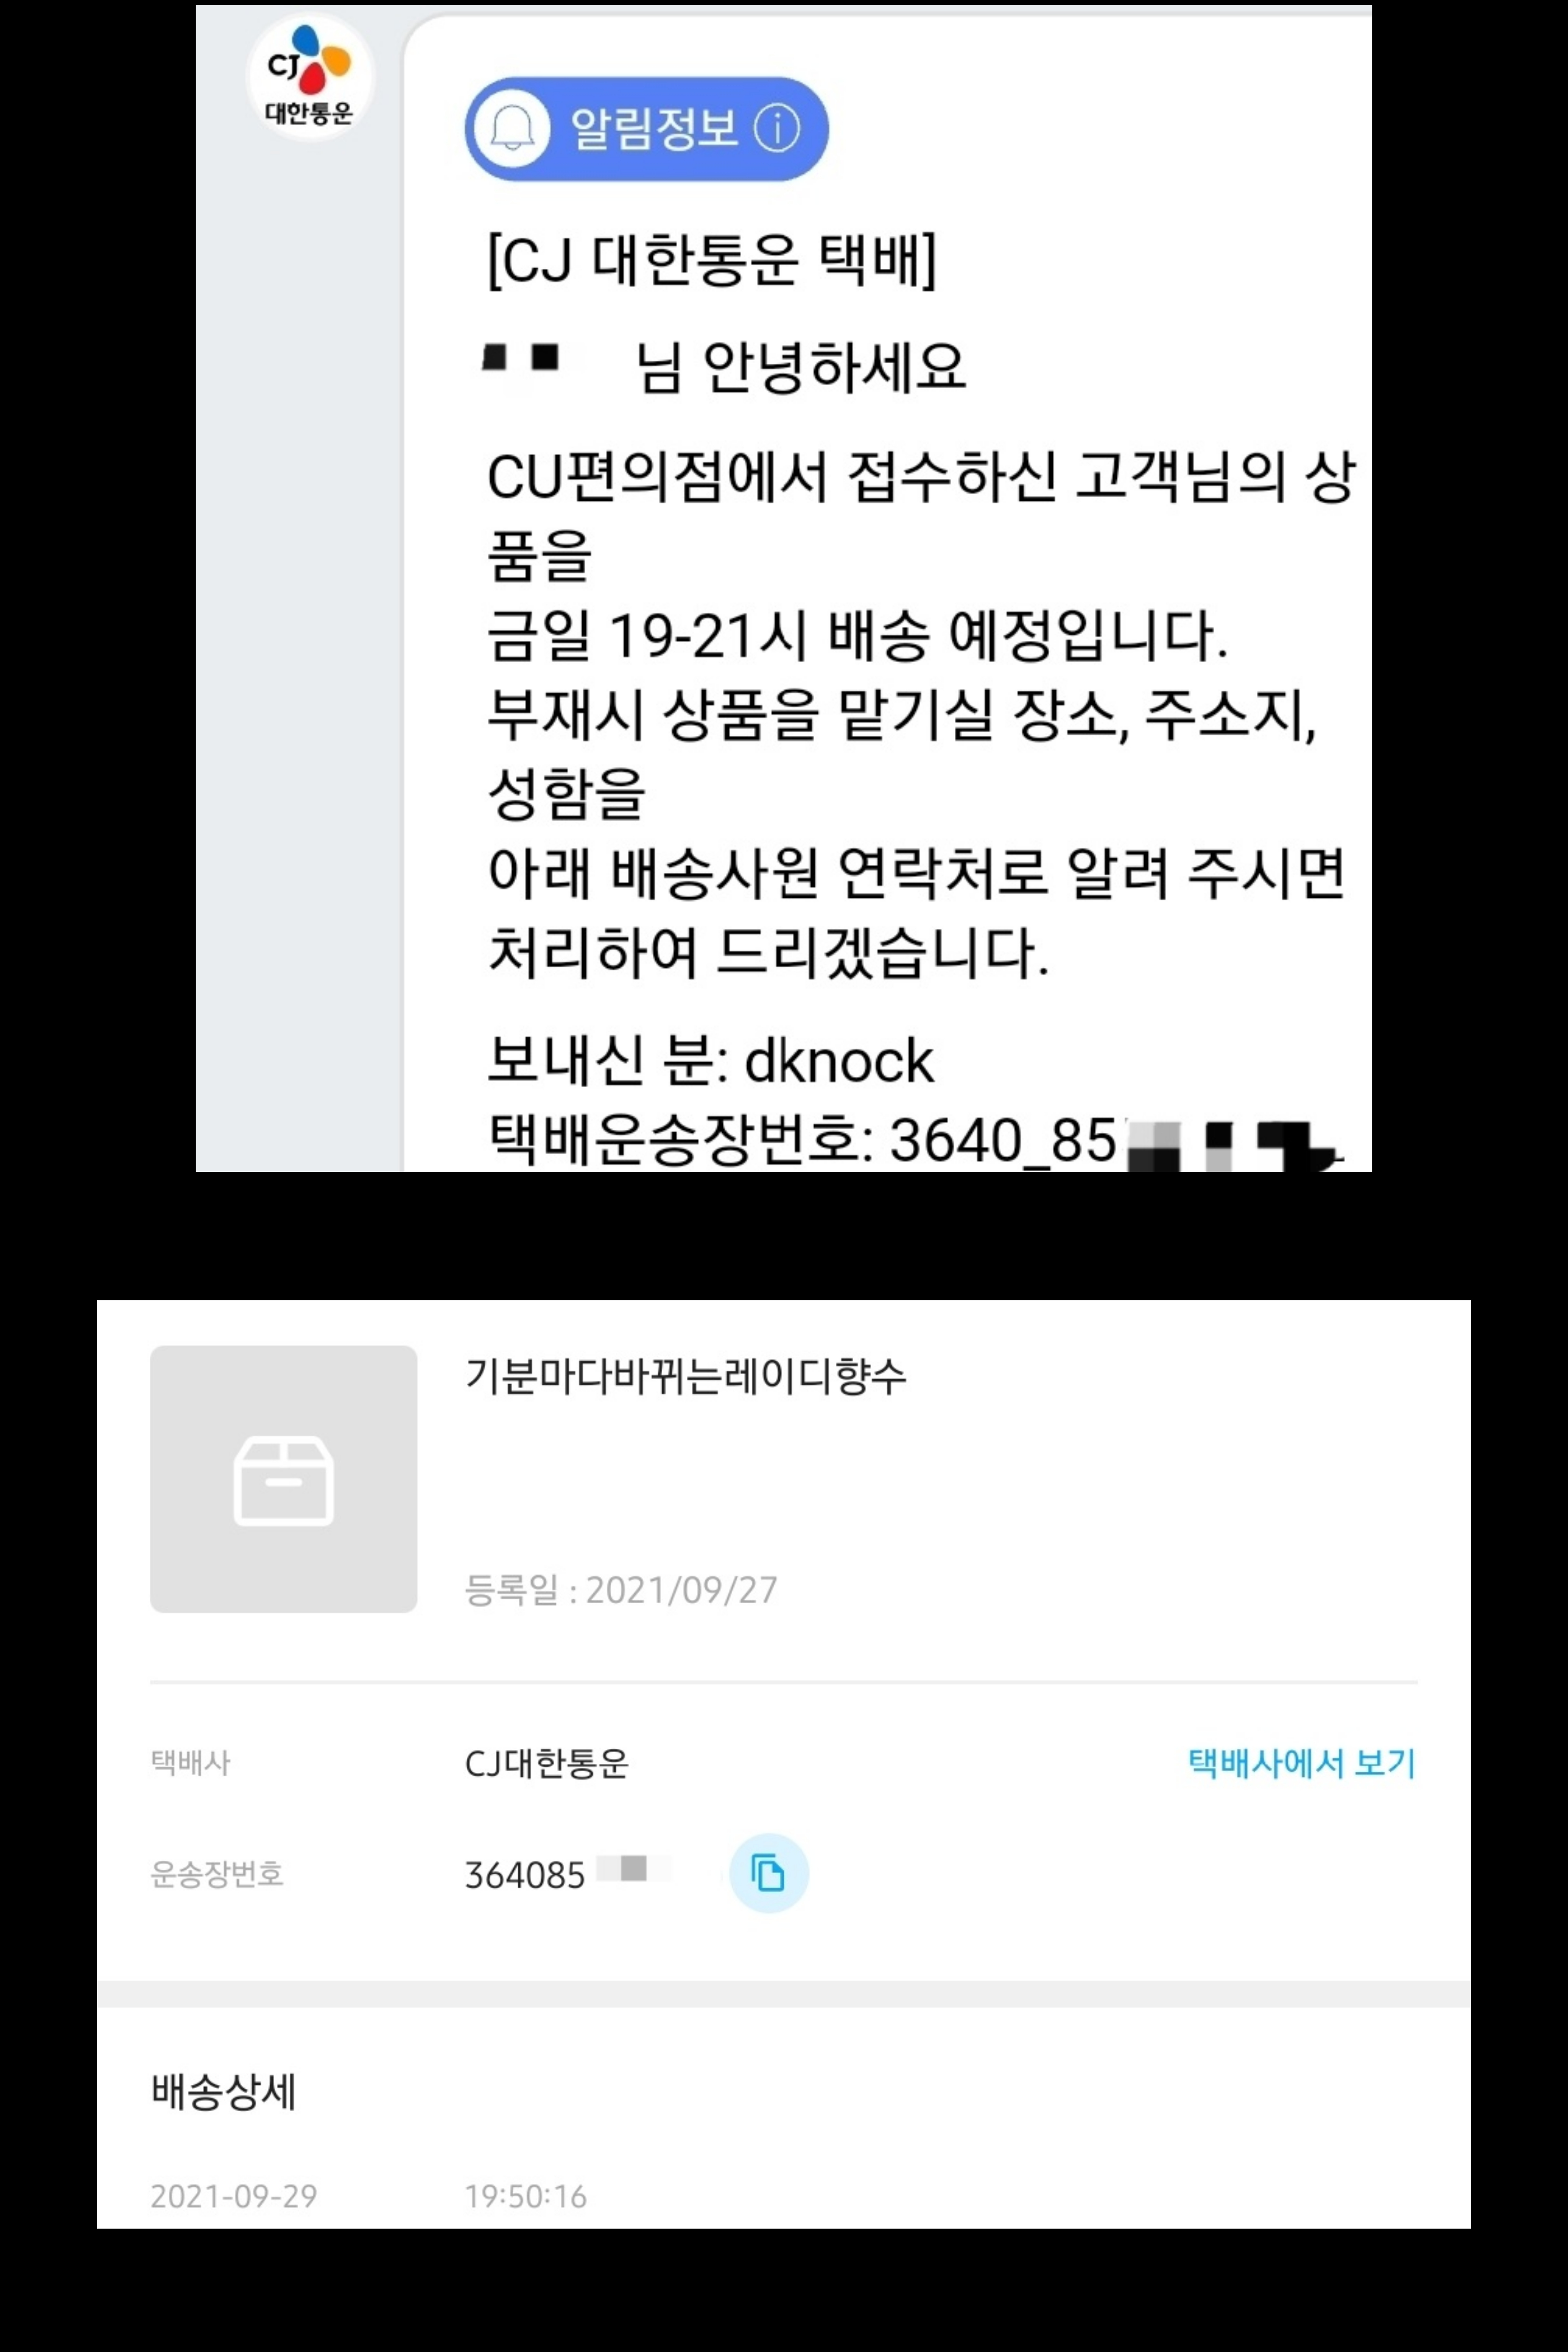 CJ
대한통운
알림정보
[CJ 대한통운 택배]
님 안녕하세요
CU편의점에서 접수하신 고객님의 상
품을
금일 19-21시 배송 예정입니다.
부재시 상품을 맡기실 장소, 주소지,
성함을
아래 배송사원 연락처로 알려 주시면
처리하여 드리겠습니다.
보내신 분: dknock
택배운송장번호: 3640_85
기분마다바뀌는레이디향수
등록일 : 2021/09/27
택배사 CJ대한통운 택배사에서 보기
운송장번호 364085
배송상세
2021-09-29 19:50:16